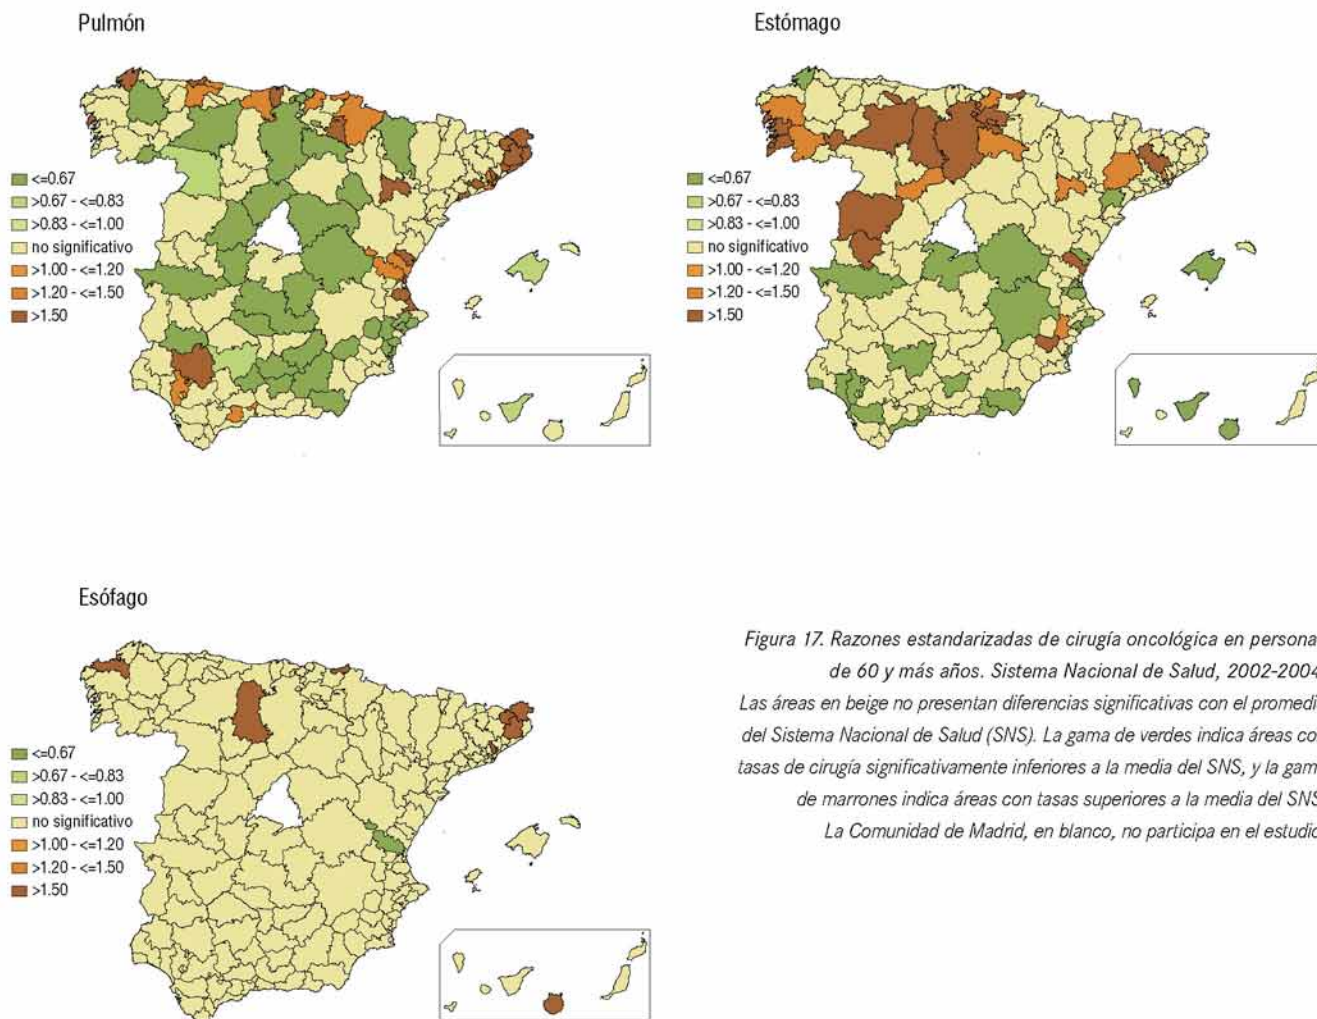 Pulmón
<=0.67
>0.67 - <=0.83
>0.83 - <=1.00
no significativo
>1.00 - <=1.20
>1.20 - <=1.50
>1.50
Estómago
<=0.67
>0.67 - <=0.83
>0.83 - <=1.00
no significativo
>1.00 - <=1.20
>1.20 - <=1.50
>1.50
Esófago
<=0.67
>0.67 - <=0.83
>0.83 - <=1.00
no significativo
>1.00 - <=1.20
>1.20 - <=1.50
>1.50
Figura 17. Razones estandarizadas de cirugía oncológica en persona
de 60 y más años. Sistema Nacional de Salud, 2002-2004
Las áreas en beige no presentan diferencias significativas con el promedi
del Sistema Nacional de Salud (SNS). La gama de verdes indica áreas co
tasas de cirugía significativamente inferiores a la media del SNS, y la gam
de marrones indica áreas con tasas superiores a la media del SNS
La Comunidad de Madrid, en blanco, no participa en el estudio